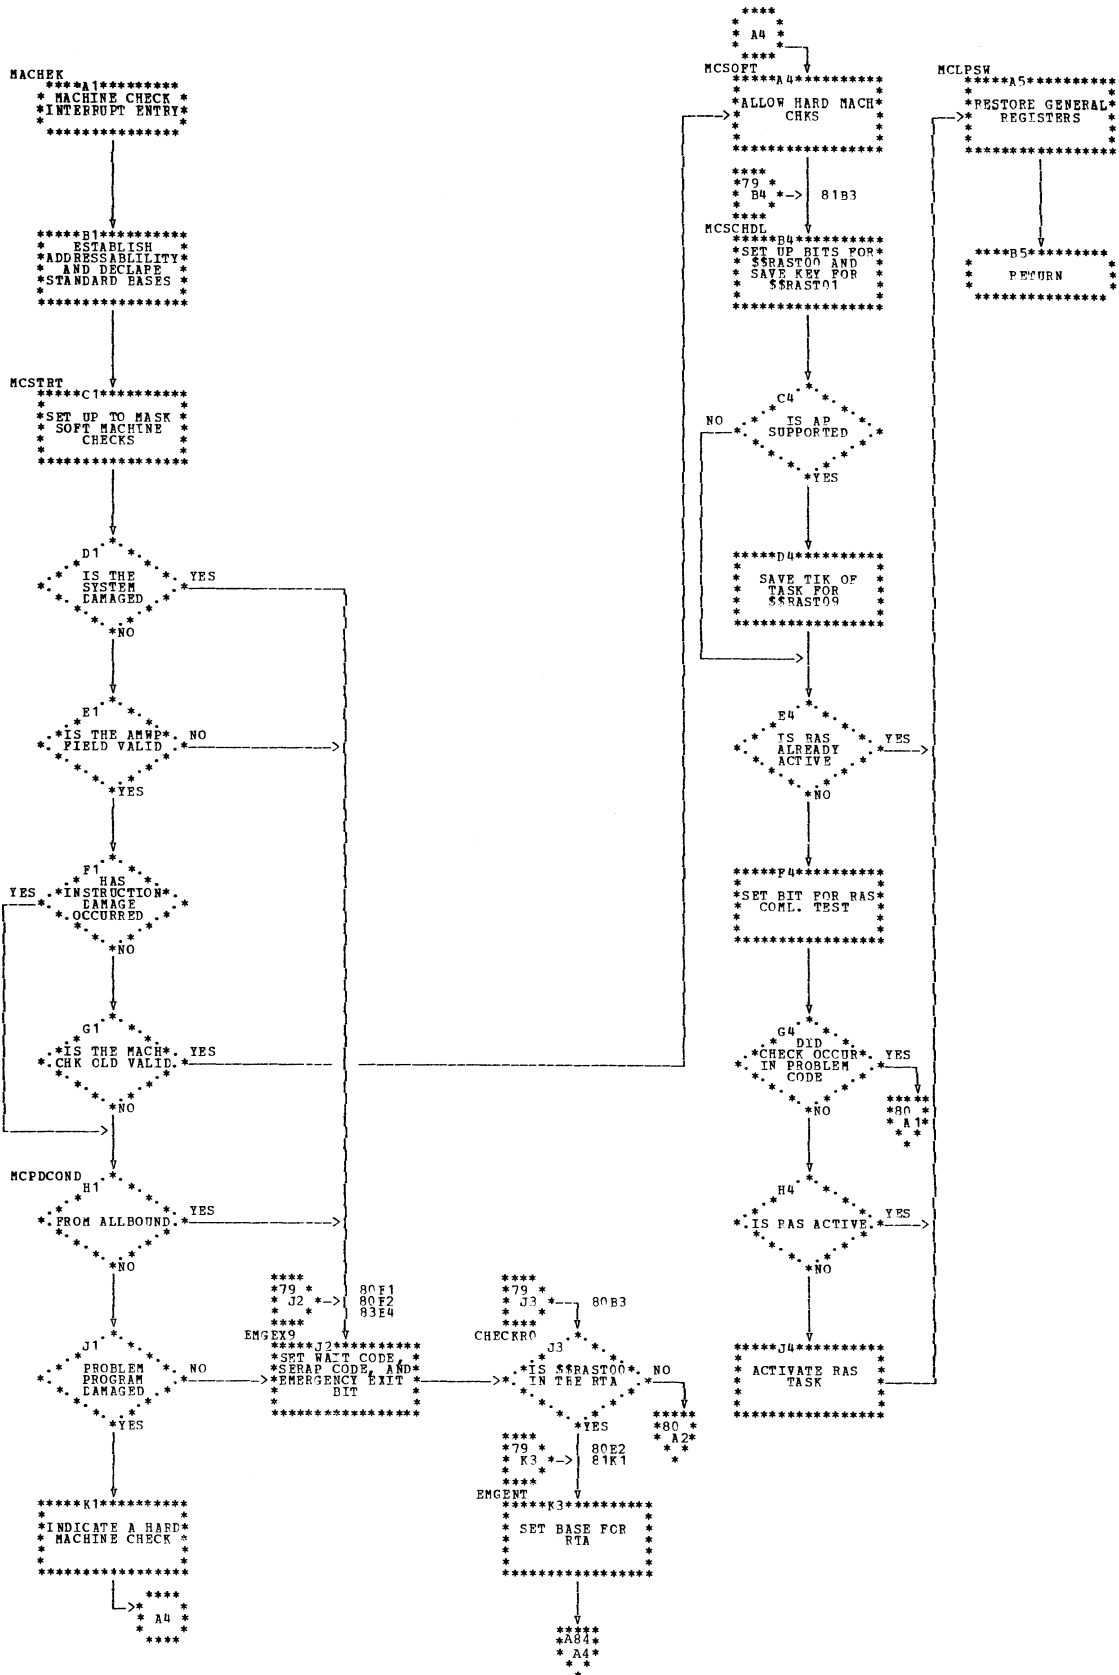 MACHEK
A1
MACHINE CHECK
INTERRUPT ENTRY
B1
ESTABLISH
ADDRESSABLILITY
AND DECLAPE
STANDARD BASES
MCSTRT
C1
SET UP TO MASK
SOFT MACHINE
CHECKS
D1
IS THE
SYSTEM
DAMAGED
YES
NO
E1
IS THE AMWP
FIELD VALID
NO
YES
F1
HAS
INSTRUCTION
DAMAGE
OCCURRED
YES
NO
G1
IS THE MACH
CHK OLD VALID
YES
NO
MCPDCOND
H1
FROM ALLBOUND
YES
NO
J1
PROBLEM
PROGRAM
DAMAGED
NO
YES
K1
INDICATE A HARD
MACHINE CHECK
A4
79
J2
80F1
80F2
83E4
EMGEX9
J2
SET WAIT CODE,
SERAP CODE, AND
EMERGENCY EXIT
BIT
79
J3
80B3
CHECKR0
J3
IS $$RAST00
IN THE RTA
NO
80
A2
YES
79
K3
80E2
81K1
EMGENT
K3
SET BASE FOR
RTA
A84
A4
A4
MCSOFT
A4
ALLOW HARD MACH
CHKS
79
B4
81B3
MCSCHDL
B4
SET UP BITS FOR
$$RAST00 AND
SAVE KEY FOR
$$RAST01
C4
IS AP
SUPPORTED
NO
YES
D4
SAVE TIK OF
TASK FOR
$$RAST09
E4
IS RAS
ALREADY
ACTIVE
YES
NO
F4
SET BIT FOR RAS
COML. TEST
G4
DID
CHECK OCCUR
IN PROBLEM
CODE
YES
80
A1
NO
H4
IS RAS ACTIVE
YES
NO
J4
ACTIVATE RAS
TASK
MCLPSW
A5
RESTORE GENERAL
REGISTERS
B5
RETURN